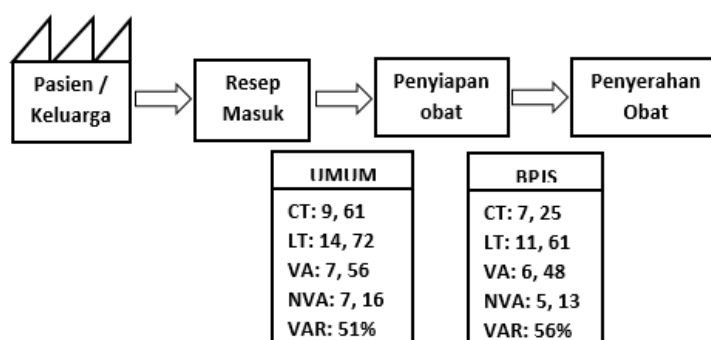 Pasien /
Keluarga
Resep
Masuk
Penyiapan
obat
Penyerahan
Obat
UMUM
CT: 9, 61
LT: 14, 72
VA: 7, 56
NVA: 7, 16
VAR: 51%
BPJS
CT: 7, 25
LT: 11, 61
VA: 6, 48
NVA: 5, 13
VAR: 56%